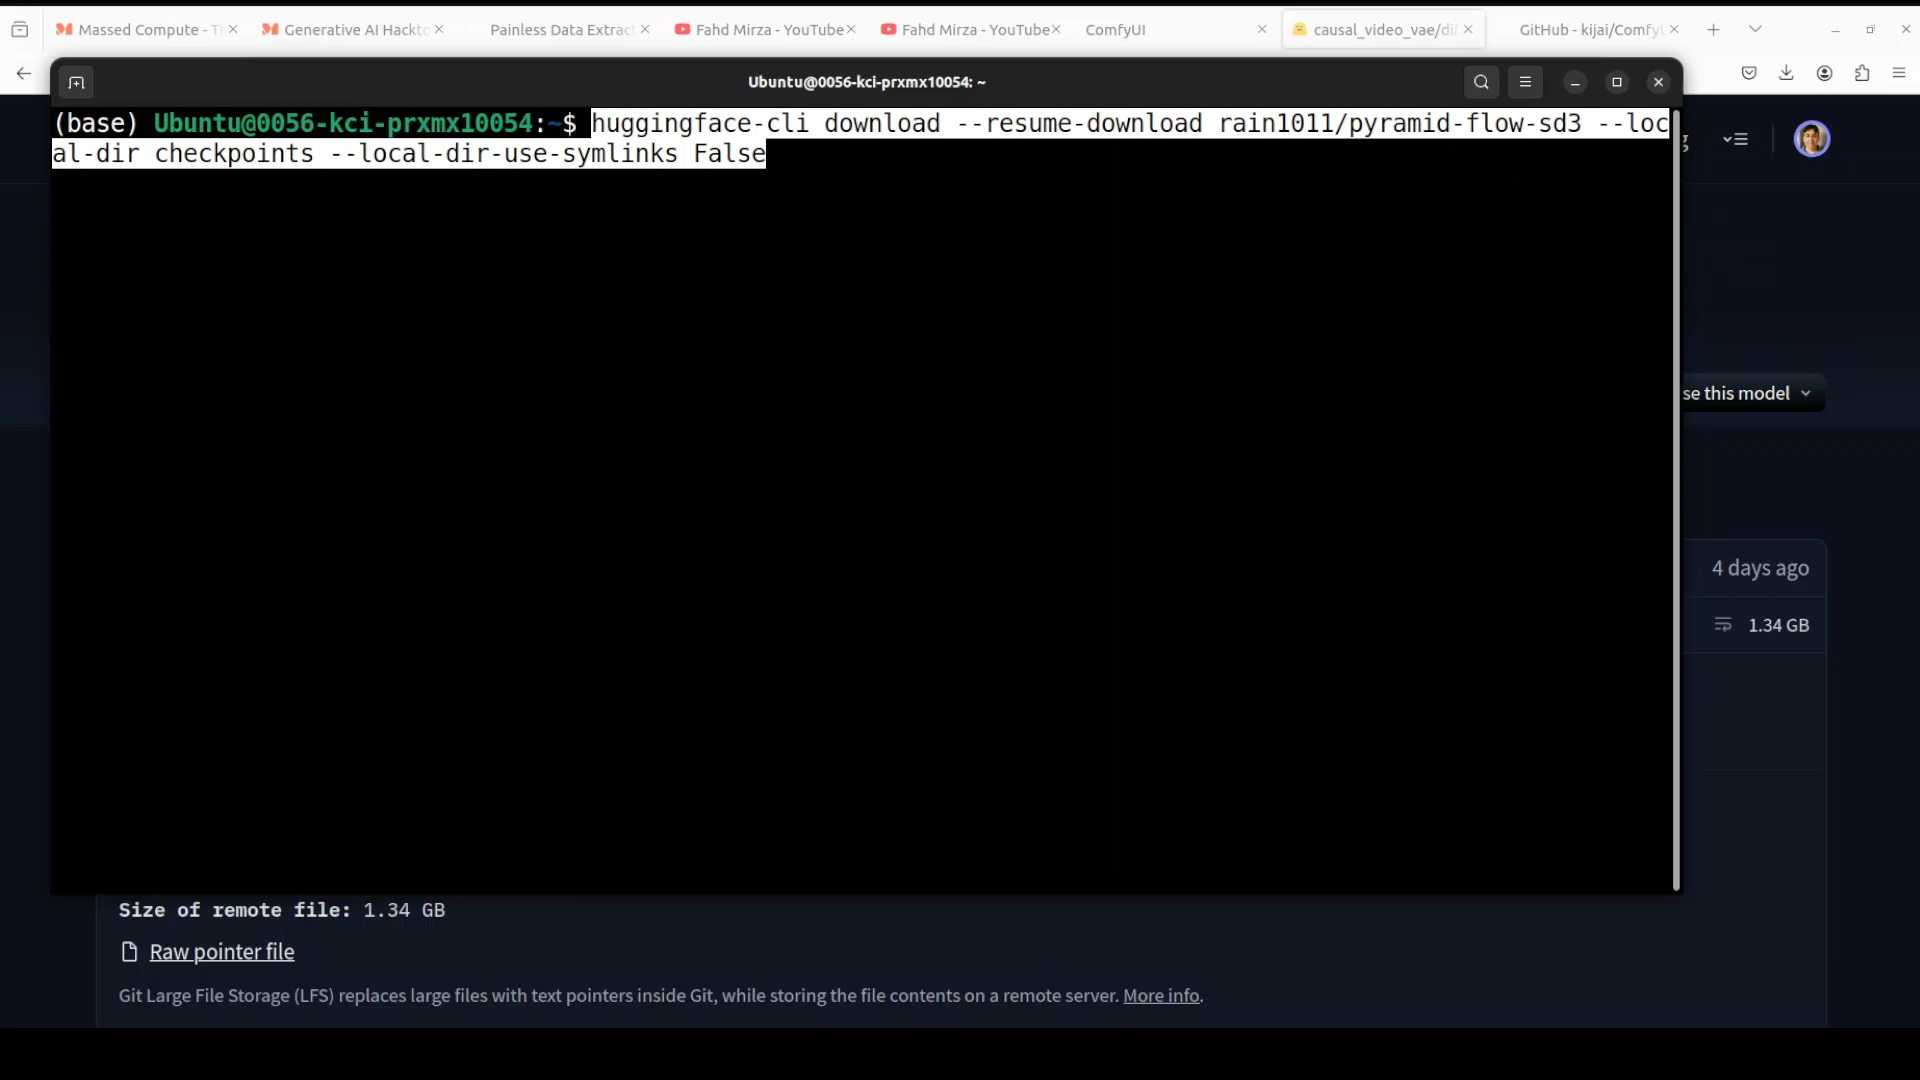 Massed Compute - T
Generative AI Hackto
Painless Data Extrac
Fahd Mirza - YouTube
Fahd Mirza - YouTube
ComfyUI
causal_video_vae/di
GitHub - kijai/Comfy
Ubuntu@0056-kci-prxmx10054: ~
(base) Ubuntu@0056-kci-prxmx10054:~$ huggingface-cli download --resume-download rain1011/pyramid-flow-sd3 --loc
al-dir checkpoints --local-dir-use-symlinks False
g
se this model
4 days ago
1.34 GB
Size of remote file: 1.34 GB
Raw pointer file
Git Large File Storage (LFS) replaces large files with text pointers inside Git, while storing the file contents on a remote server. More info.